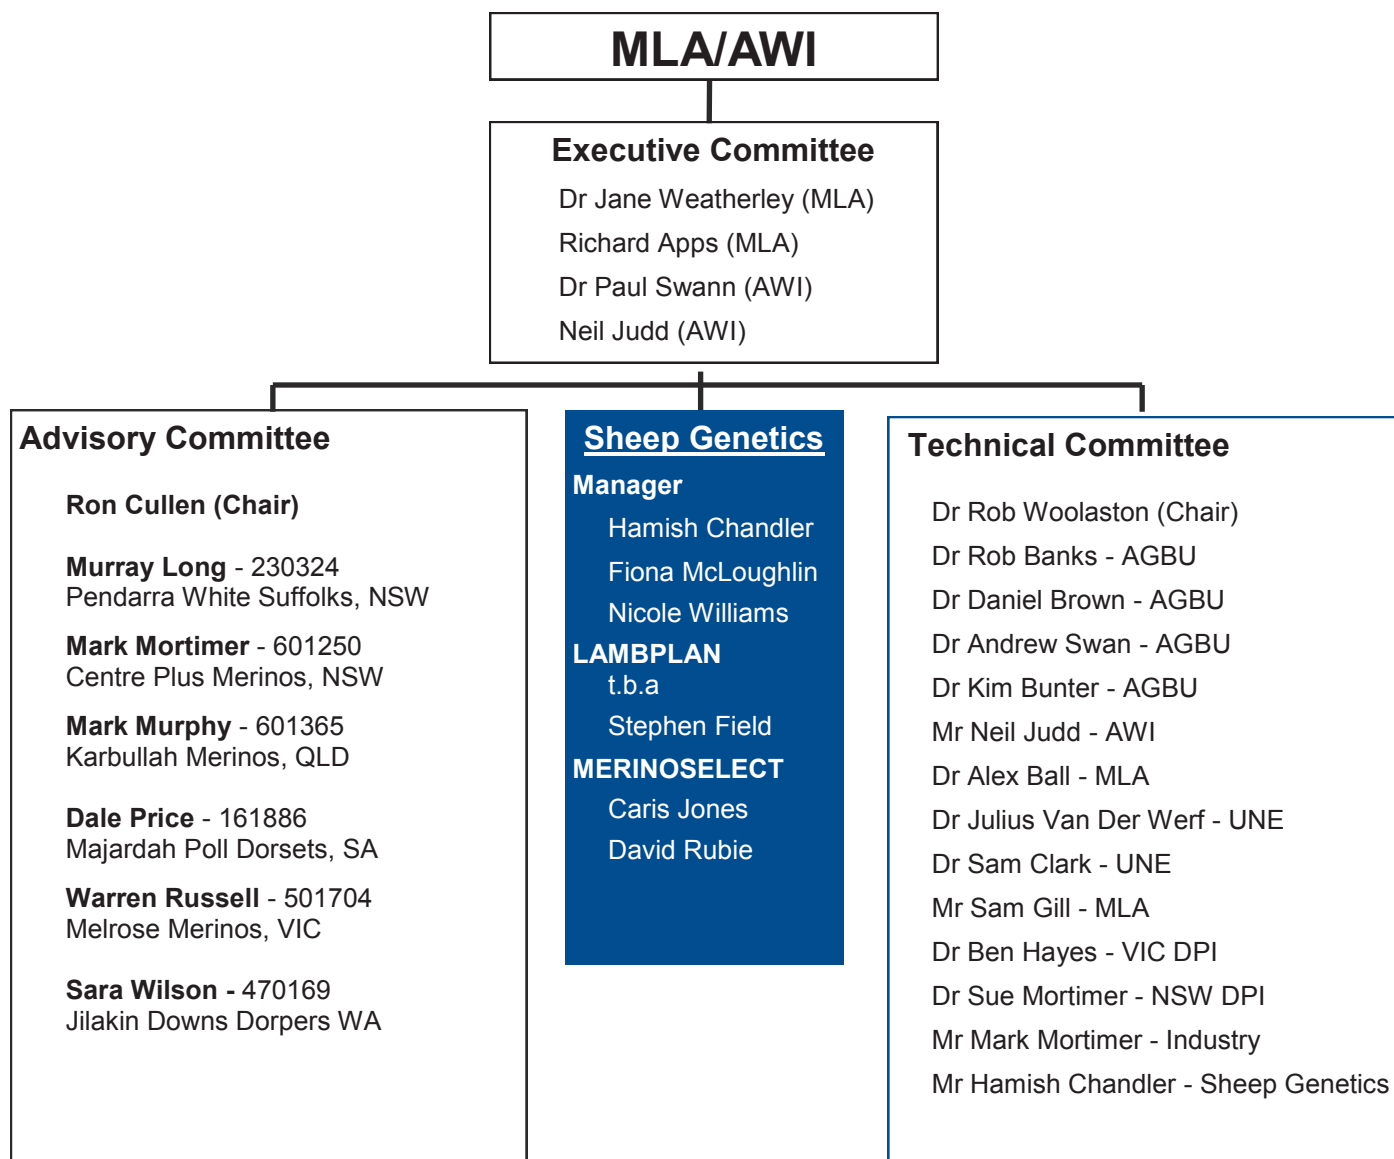 MLA/AWI
Executive Committee
Dr Jane Weatherley (MLA)
Richard Apps (MLA)
Dr Paul Swann (AWI)
Neil Judd (AWI)
Advisory Committee
Ron Cullen (Chair)
Murray Long - 230324
Pendarra White Suffolks, NSW
Mark Mortimer - 601250
Centre Plus Merinos, NSW
Mark Murphy - 601365
Karbullah Merinos, QLD
Dale Price - 161886
Majardah Poll Dorsets, SA
Warren Russell - 501704
Melrose Merinos, VIC
Sara Wilson - 470169
Jilakin Downs Dorpers WA
Sheep Genetics
Manager
Hamish Chandler
Fiona McLoughlin
Nicole Williams
LAMBPLAN
t.b.a
Stephen Field
MERINOSELECT
Caris Jones
David Rubie
Technical Committee
Dr Rob Woolaston (Chair)
Dr Rob Banks - AGBU
Dr Daniel Brown - AGBU
Dr Andrew Swan - AGBU
Dr Kim Bunter - AGBU
Mr Neil Judd - AWI
Dr Alex Ball - MLA
Dr Julius Van Der Werf - UNE
Dr Sam Clark - UNE
Mr Sam Gill - MLA
Dr Ben Hayes - VIC DPI
Dr Sue Mortimer - NSW DPI
Mr Mark Mortimer - Industry
Mr Hamish Chandler - Sheep Genetics